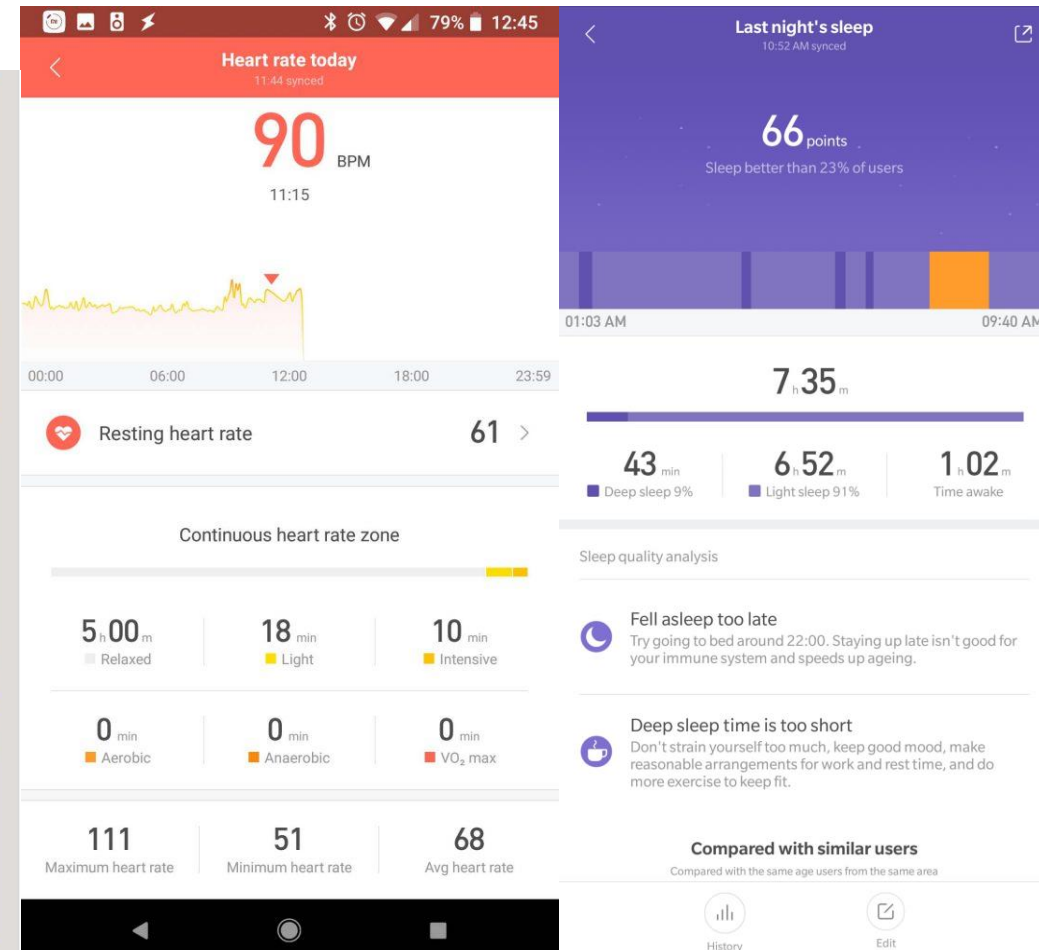 79% 12:45
Heart rate today
11:44 synced
90 BPM
11:15
00:00 06:00 12:00 18:00 23:59
Resting heart rate 61
Continuous heart rate zone
5 h 00 m 18 min 10 min
Relaxed Light Intensive
0 min 0 min 0 min
Aerobic Anaerobic VO₂ max
111 51 68
Maximum heart rate Minimum heart rate Avg heart rate
Last night's sleep
10:52 AM synced
66 points
Sleep better than 23% of users
01:03 AM 09:40 AM
7 h 35 m
43 min 6 h 52 m 1 h 02 m
Deep sleep 9% Light sleep 91% Time awake
Sleep quality analysis
Fell asleep too late
Try going to bed around 22:00. Staying up late isn't good for
your immune system and speeds up ageing.
Deep sleep time is too short
Don't strain yourself too much, keep good mood, make
reasonable arrangements for work and rest time, and do
more exercise to keep fit.
Compared with similar users
Compared with the same age users from the same area
History Edit